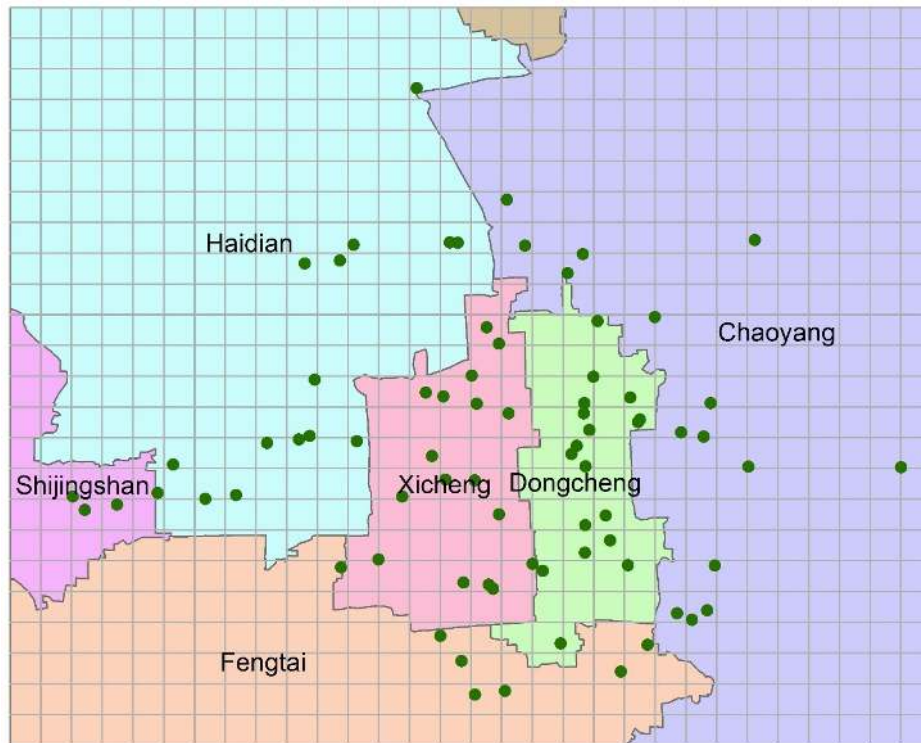 Haidian
Chaoyang
Shijingshan
Xicheng
Dongcheng
Fengtai